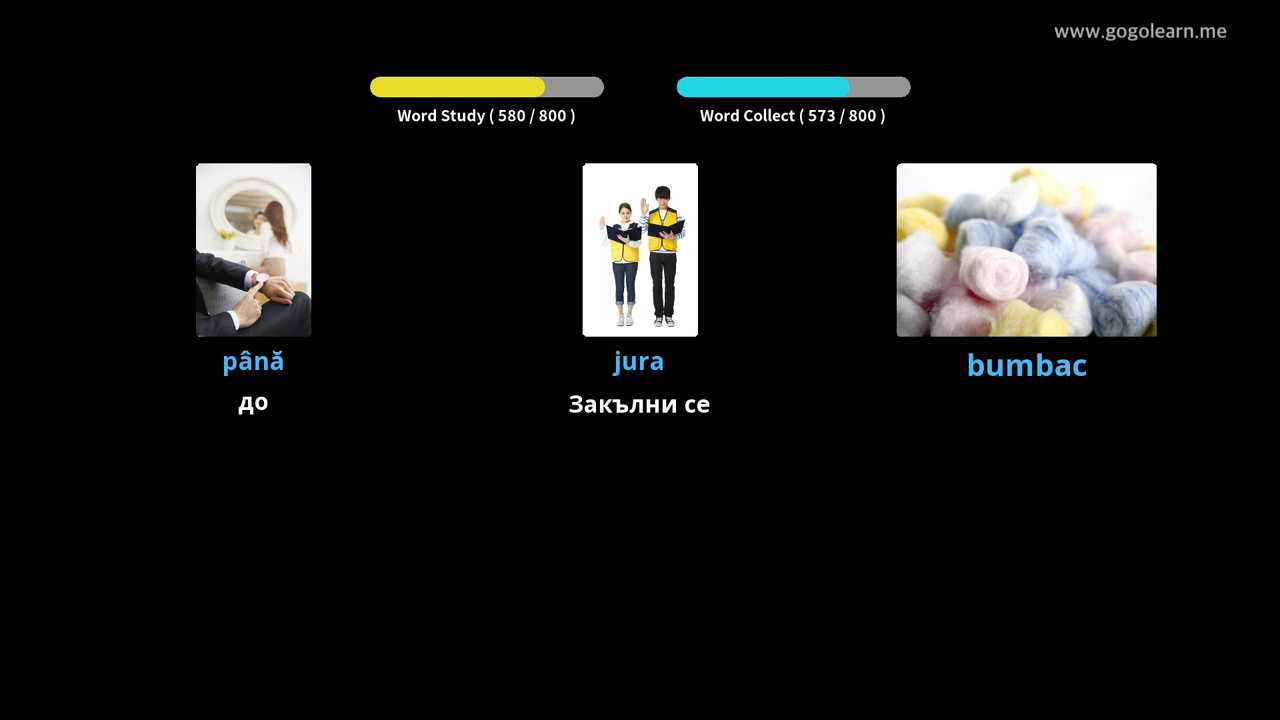 www.gogolearn.me
Word Study ( 580 / 800 )
Word Collect ( 573 / 800 )
până
jura
bumbac
до
Закълни се